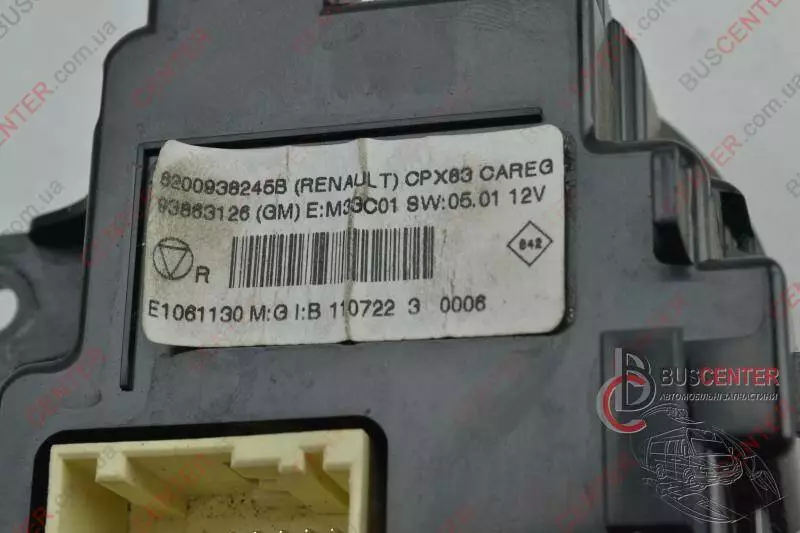 8200938245B (RENAULT) CPX83 CAREG
93863126 (GM) E:M33C01 SW:05.01 12V
R
842
E1061130 M:G I:B 110722 3 0006
BUSCENTER
АВТОМОБІЛЬНІ ЗАПЧАСТИНИ
BUSCENTER.com.ua